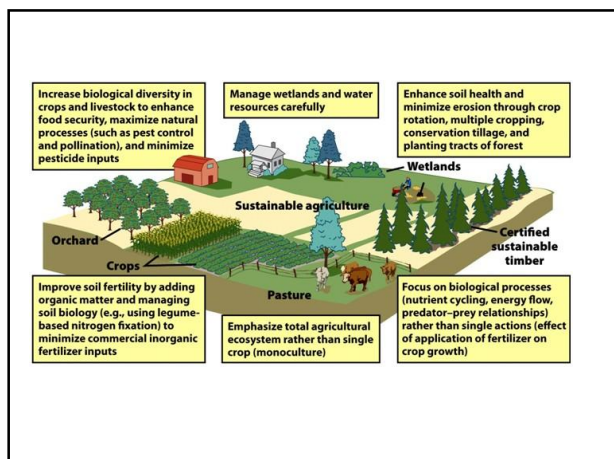 Increase biological diversity in
crops and livestock to enhance
food security, maximize natural
processes (such as pest control
and pollination), and minimize
pesticide inputs
Manage wetlands and water
resources carefully
Enhance soil health and
minimize erosion through crop
rotation, multiple cropping,
conservation tillage, and
planting tracts of forest
Wetlands
Sustainable agriculture
Orchard
Crops
Certified
sustainable
timber
Pasture
Improve soil fertility by adding
organic matter and managing
soil biology (e.g., using legume-
based nitrogen fixation) to
minimize commercial inorganic
fertilizer inputs
Emphasize total agricultural
ecosystem rather than single
crop (monoculture)
Focus on biological processes
(nutrient cycling, energy flow,
predator–prey relationships)
rather than single actions (effect
of application of fertilizer on
crop growth)